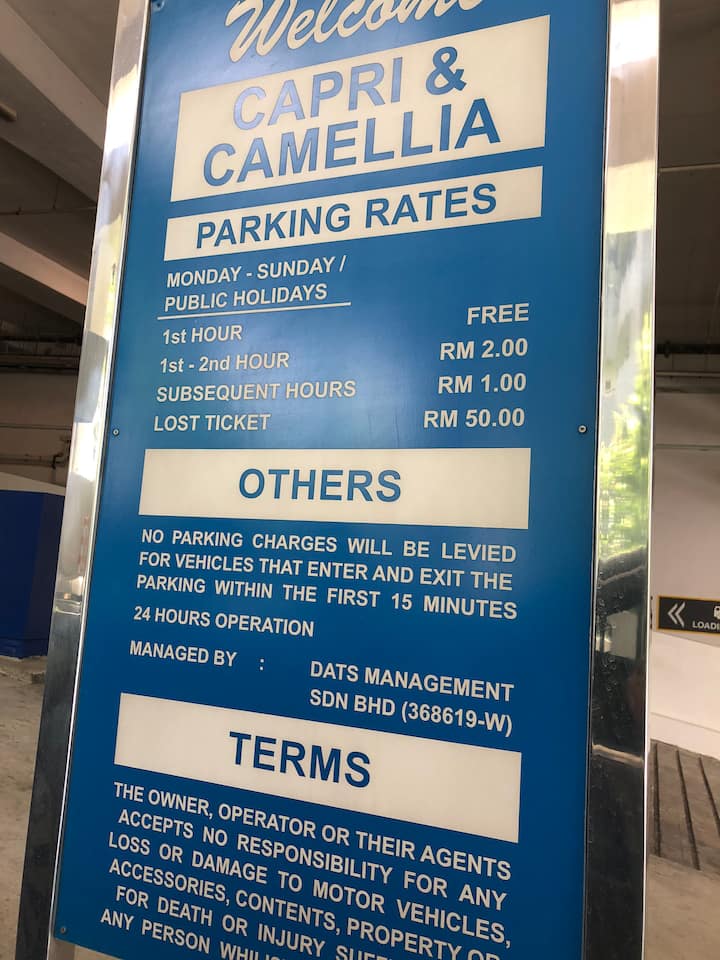 Welcome
CAPRI &
CAMELLIA
PARKING RATES
MONDAY - SUNDAY /
PUBLIC HOLIDAYS
1st HOUR FREE
1st - 2nd HOUR RM 2.00
SUBSEQUENT HOURS RM 1.00
LOST TICKET RM 50.00
OTHERS
NO PARKING CHARGES WILL BE LEVIED
FOR VEHICLES THAT ENTER AND EXIT THE
PARKING WITHIN THE FIRST 15 MINUTES
24 HOURS OPERATION
MANAGED BY : DATS MANAGEMENT
SDN BHD (368619-W)
TERMS
THE OWNER, OPERATOR OR THEIR AGENTS
ACCEPTS NO RESPONSIBILITY FOR ANY
LOSS OR DAMAGE TO MOTOR VEHICLES,
ACCESSORIES, CONTENTS, PROPERTY OR
FOR DEATH OR INJURY
ANY PERSON